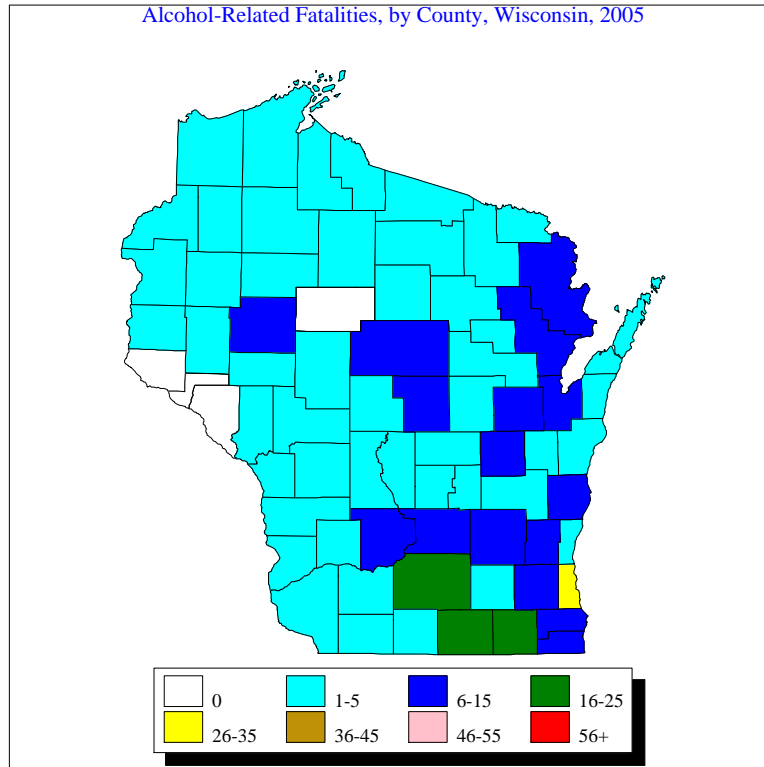 Alcohol-Related Fatalities, by County, Wisconsin, 2005
0 1-5 6-15 16-25
26-35 36-45 46-55 56+